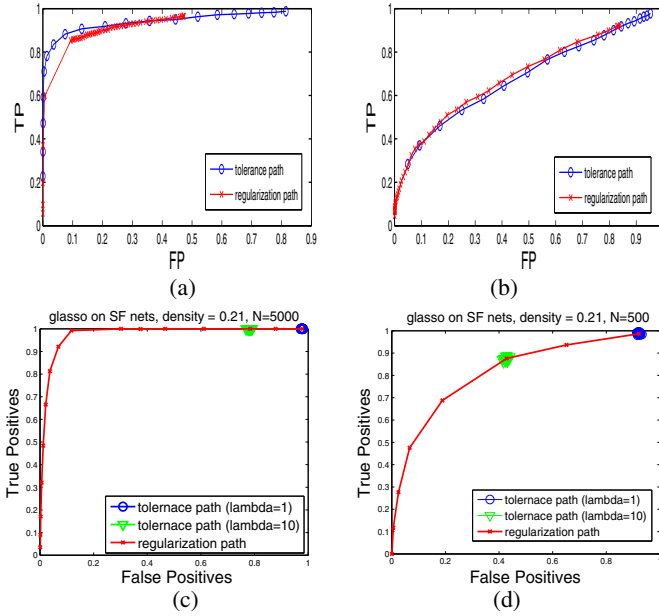 1
0.8
0.6
0.4
0.2
0
TP
0 0.1 0.2 0.3 0.4 0.5 0.6 0.7 0.8 0.9
FP
tolerance path
regularization path
(a)
1
0.8
0.6
0.4
0.2
0
TP
0 0.1 0.2 0.3 0.4 0.5 0.6 0.7 0.8 0.9 1
FP
tolerance path
regularization path
(b)
glasso on SF nets, density = 0.21, N=5000
1
0.9
0.8
0.7
0.6
0.5
0.4
0.3
0.2
0.1
0
True Positives
0 0.2 0.4 0.6 0.8 1
False Positives
tolernace path (lambda=1)
tolernace path (lambda=10)
regularization path
(c)
glasso on SF nets, density = 0.21, N=500
1
0.9
0.8
0.7
0.6
0.5
0.4
0.3
0.2
0.1
0
True Positives
0 0.2 0.4 0.6 0.8 1
False Positives
tolernace path (lambda=1)
tolernace path (lambda=10)
regularization path
(d)